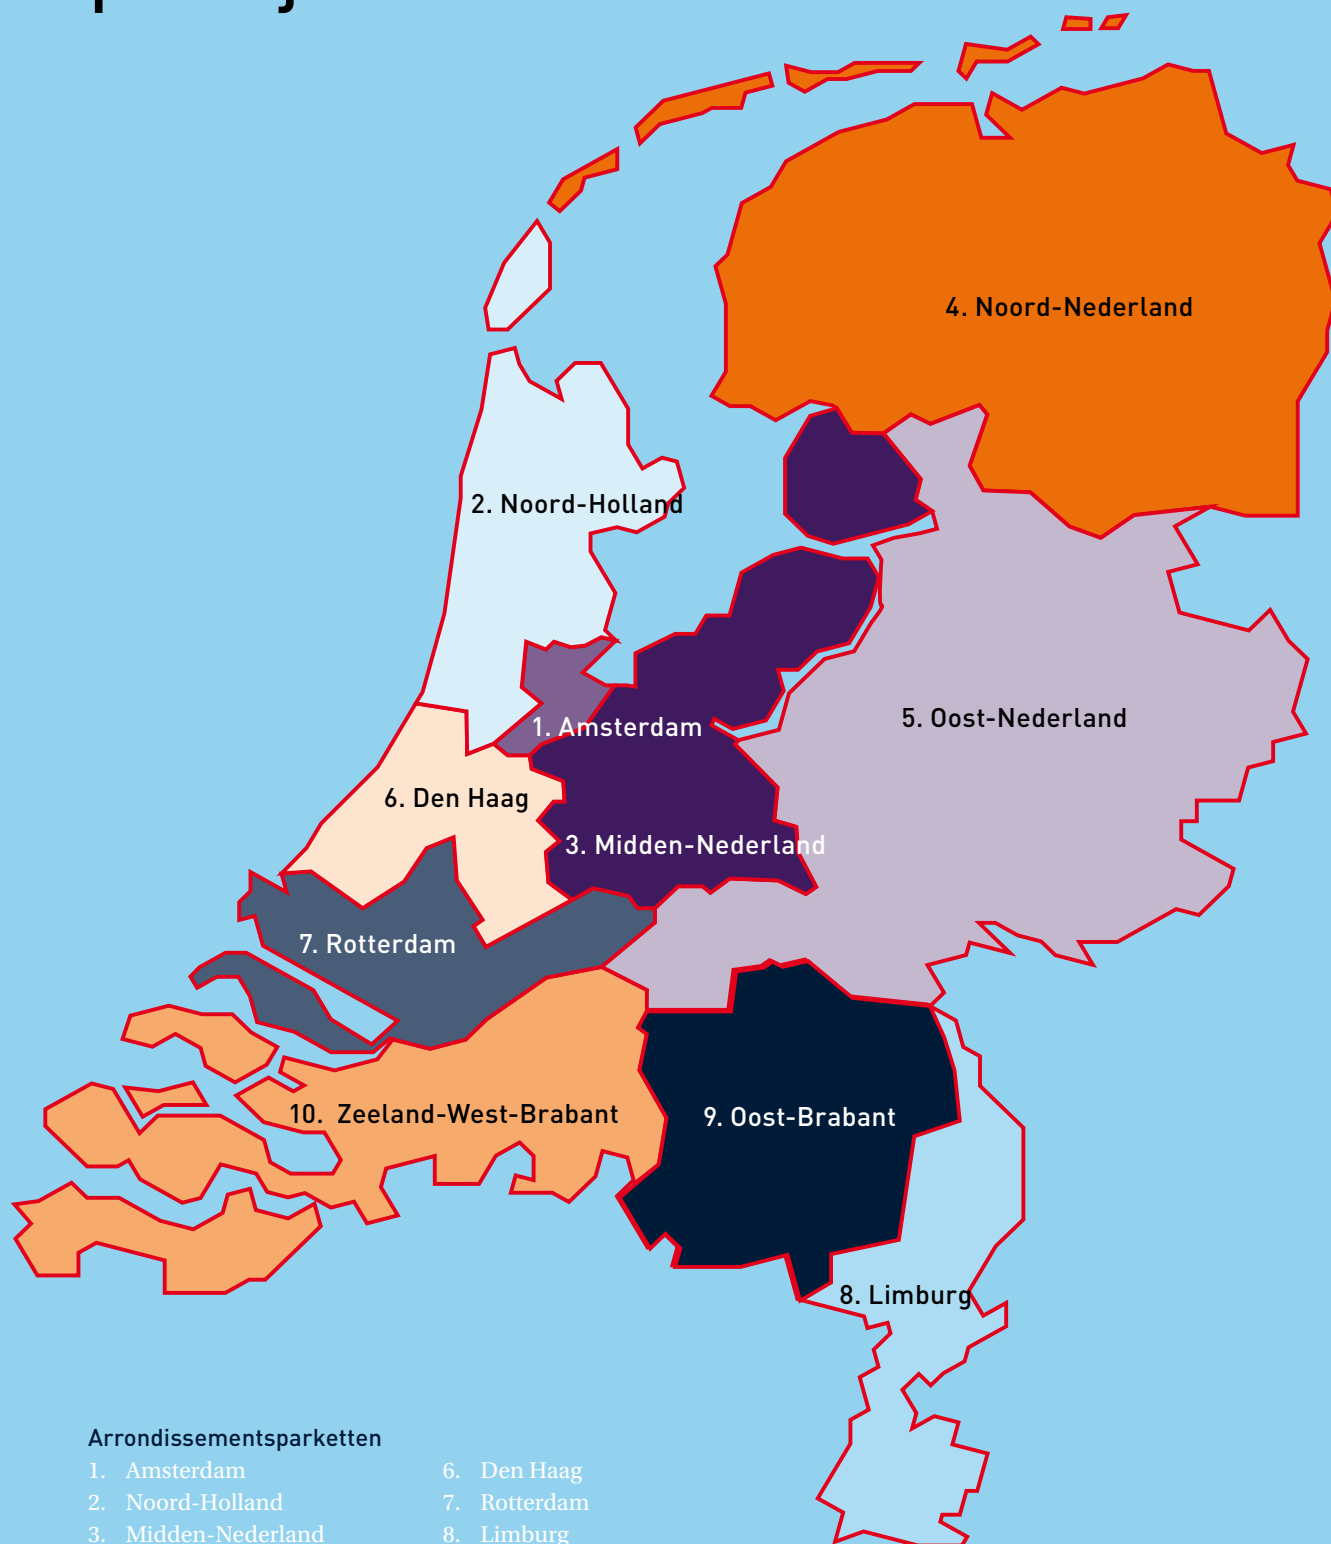 4. Noord-Nederland
2. Noord-Holland
5. Oost-Nederland
1. Amsterdam
6. Den Haag
3. Midden-Nederland
7. Rotterdam
10. Zeeland-West-Brabant
9. Oost-Brabant
8. Limburg
Arrondissementsparketten
1. Amsterdam
2. Noord-Holland
3. Midden-Nederland
6. Den Haag
7. Rotterdam
8. Limburg